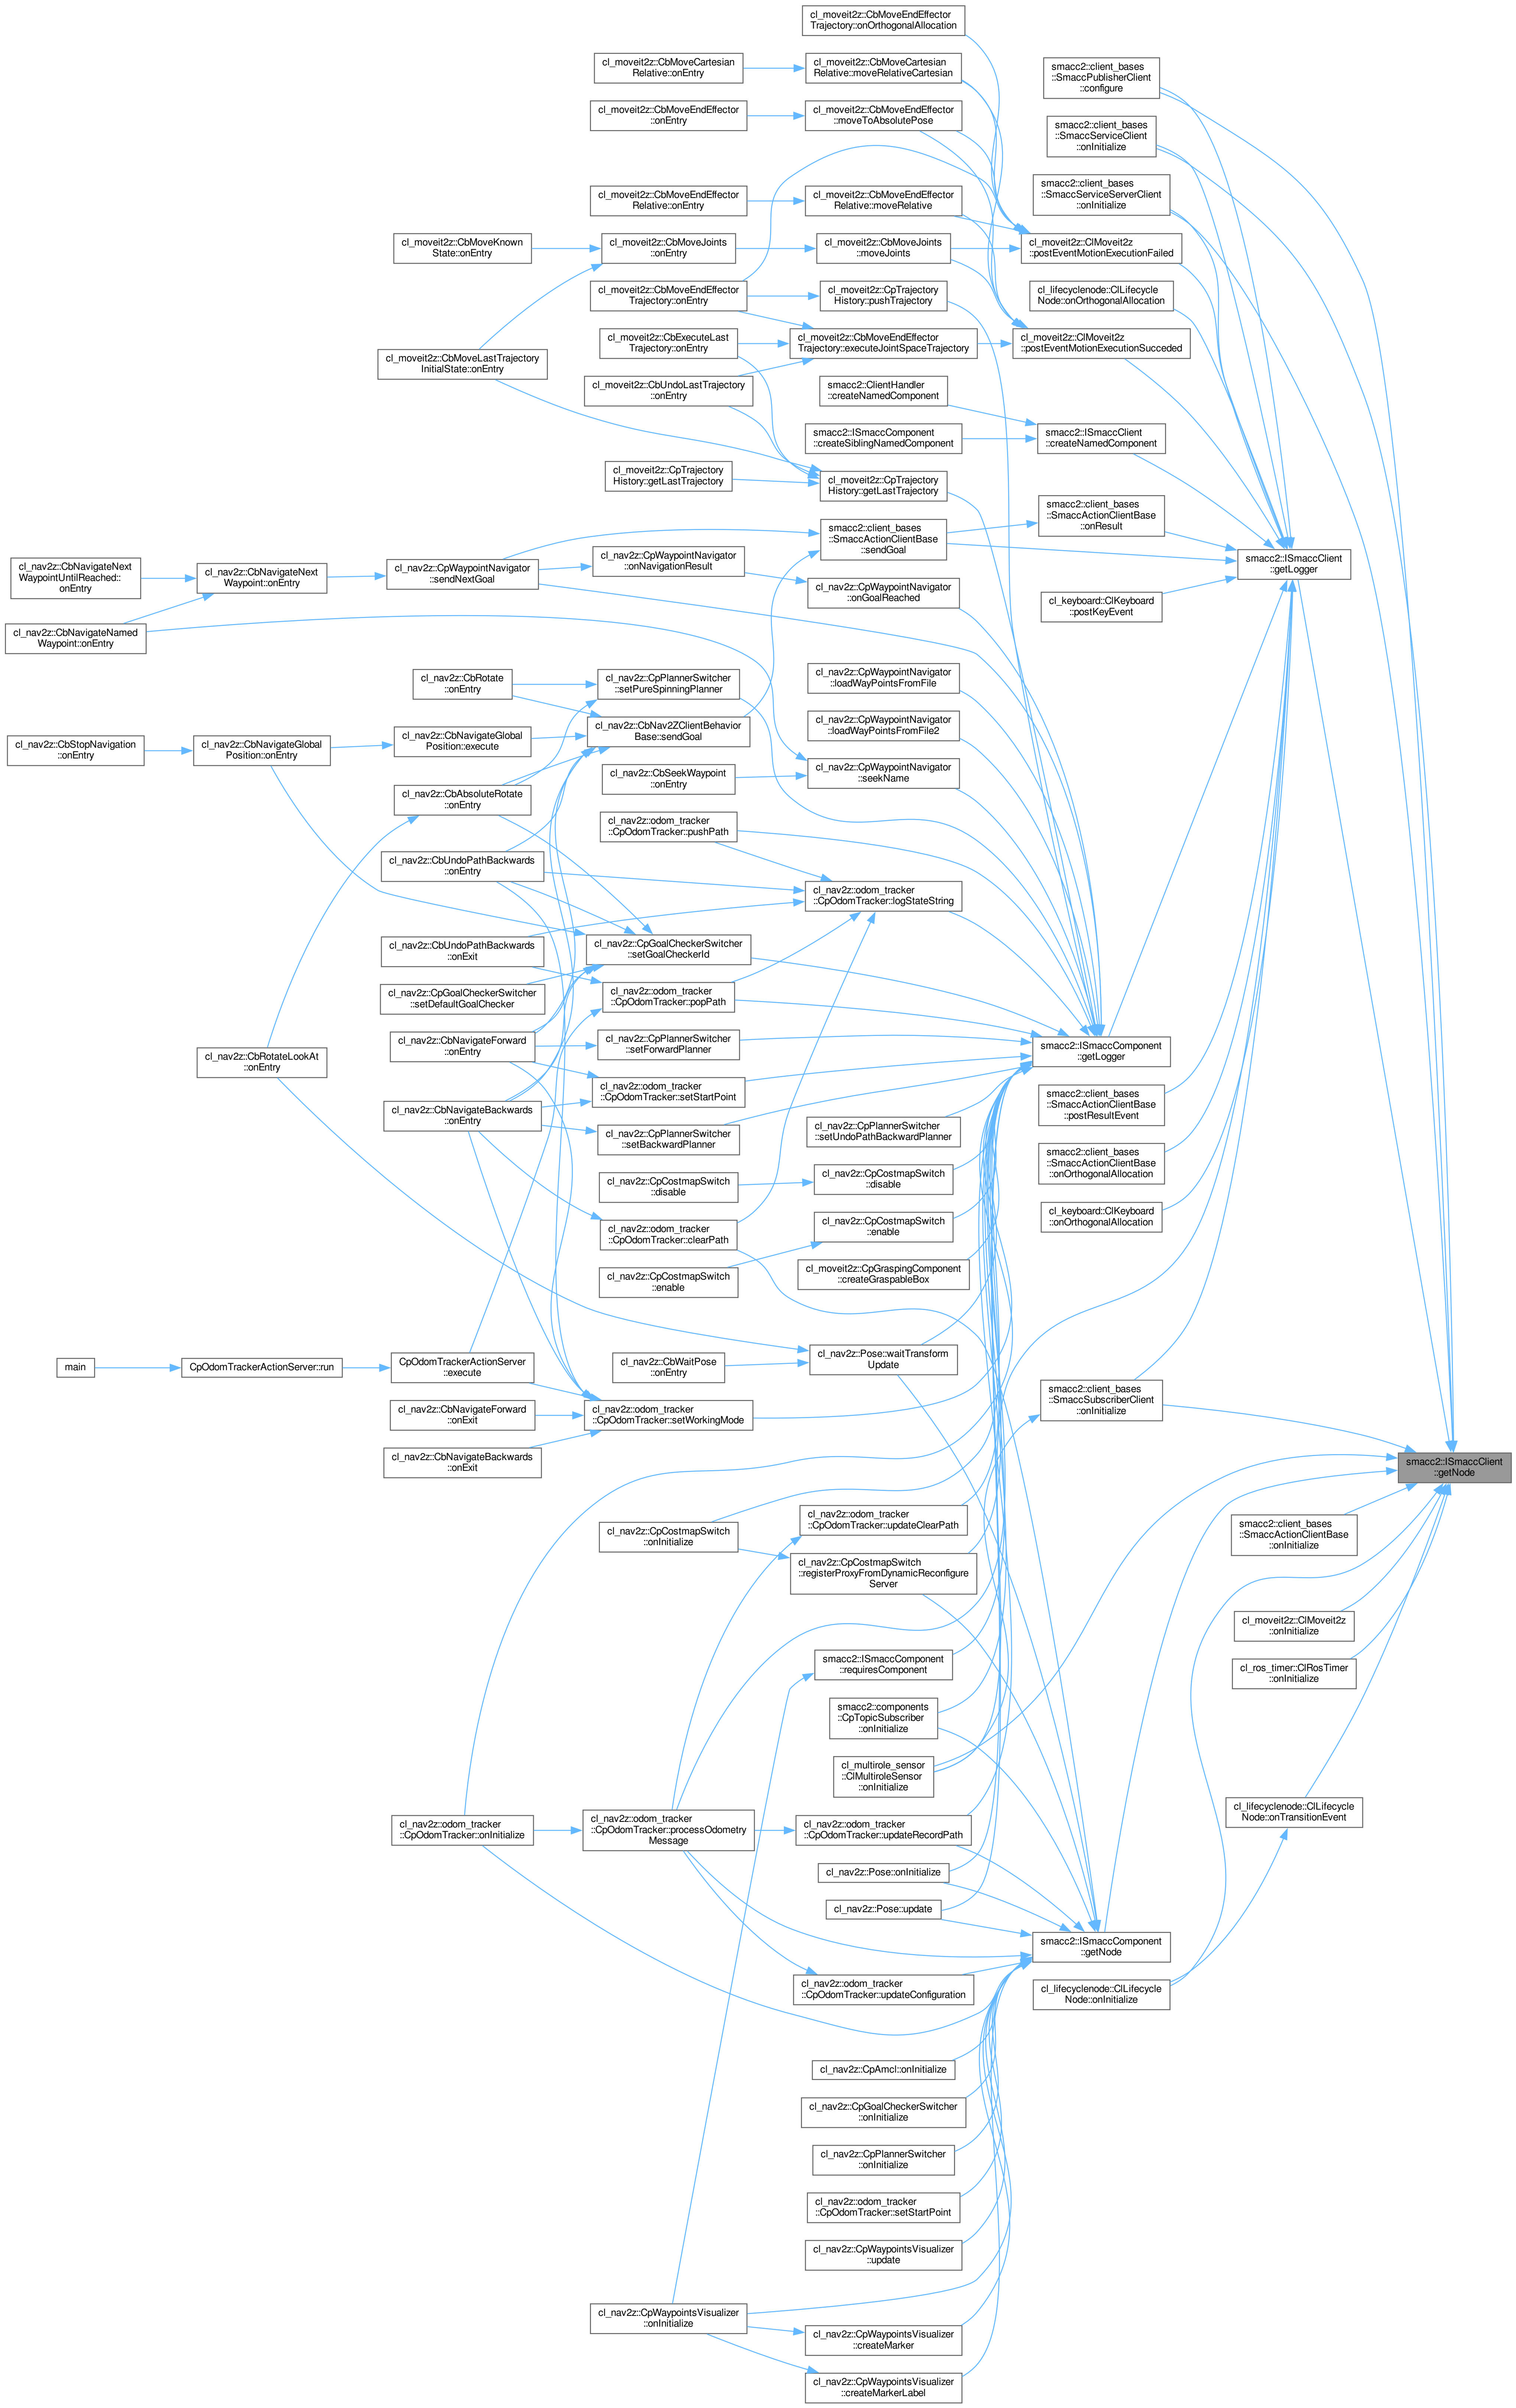 cl_moveit2z::CbMoveEndEffector
Trajectory::onOrthogonalAllocation
cl_moveit2z::CbMoveCartesian
Relative::onEntry
cl_moveit2z::CbMoveCartesian
Relative::moveRelativeCartesian
smacc2::client_bases
::SmaccPublisherClient
::configure
cl_moveit2z::CbMoveEndEffector
::onEntry
cl_moveit2z::CbMoveEndEffector
::moveToAbsolutePose
smacc2::client_bases
::SmaccServiceClient
::onInitialize
cl_moveit2z::CbMoveEndEffector
Relative::onEntry
cl_moveit2z::CbMoveEndEffector
Relative::moveRelative
smacc2::client_bases
::SmaccServiceServerClient
::onInitialize
cl_moveit2z::CbMoveKnown
State::onEntry
cl_moveit2z::CbMoveJoints
::onEntry
cl_moveit2z::CbMoveJoints
::moveJoints
cl_moveit2z::ClMoveit2z
::postEventMotionExecutionFailed
cl_moveit2z::CbMoveEndEffector
Trajectory::onEntry
cl_moveit2z::CpTrajectory
History::pushTrajectory
cl_lifecyclenode::ClLifecycle
Node::onOrthogonalAllocation
cl_moveit2z::CbMoveLastTrajectory
InitialState::onEntry
cl_moveit2z::CbExecuteLast
Trajectory::onEntry
cl_moveit2z::CbMoveEndEffector
Trajectory::executeJointSpaceTrajectory
cl_moveit2z::ClMoveit2z
::postEventMotionExecutionSucceded
cl_moveit2z::CbUndoLastTrajectory
::onEntry
smacc2::ClientHandler
::createNamedComponent
smacc2::ISmaccComponent
::createSiblingNamedComponent
smacc2::ISmaccClient
::createNamedComponent
cl_moveit2z::CpTrajectory
History::getLastTrajectory
cl_moveit2z::CpTrajectory
History::getLastTrajectory
smacc2::client_bases
::SmaccActionClientBase
::onResult
smacc2::client_bases
::SmaccActionClientBase
::sendGoal
smacc2::ISmaccClient
::getLogger
cl_nav2z::CbNavigateNext
WaypointUntilReached::
onEntry
cl_nav2z::CbNavigateNext
Waypoint::onEntry
cl_nav2z::CpWaypointNavigator
::sendNextGoal
cl_nav2z::CpWaypointNavigator
::onNavigationResult
cl_nav2z::CpWaypointNavigator
::onGoalReached
cl_keyboard::ClKeyboard
::postKeyEvent
cl_nav2z::CbNavigateNamed
Waypoint::onEntry
cl_nav2z::CbRotate
::onEntry
cl_nav2z::CpPlannerSwitcher
::setPureSpinningPlanner
cl_nav2z::CpWaypointNavigator
::loadWayPointsFromFile
cl_nav2z::CbStopNavigation
::onEntry
cl_nav2z::CbNavigateGlobal
Position::onEntry
cl_nav2z::CbNavigateGlobal
Position::execute
cl_nav2z::CbNav2ZClientBehavior
Base::sendGoal
cl_nav2z::CpWaypointNavigator
::loadWayPointsFromFile2
cl_nav2z::CbAbsoluteRotate
::onEntry
cl_nav2z::CbSeekWaypoint
::onEntry
cl_nav2z::CpWaypointNavigator
::seekName
cl_nav2z::odom_tracker
::CpOdomTracker::pushPath
cl_nav2z::CbUndoPathBackwards
::onEntry
cl_nav2z::odom_tracker
::CpOdomTracker::logStateString
cl_nav2z::CbUndoPathBackwards
::onExit
cl_nav2z::CpGoalCheckerSwitcher
::setGoalCheckerId
cl_nav2z::CpGoalCheckerSwitcher
::setDefaultGoalChecker
cl_nav2z::odom_tracker
::CpOdomTracker::popPath
cl_nav2z::CbRotateLookAt
::onEntry
cl_nav2z::CbNavigateForward
::onEntry
cl_nav2z::CpPlannerSwitcher
::setForwardPlanner
smacc2::ISmaccComponent
::getLogger
cl_nav2z::odom_tracker
::CpOdomTracker::setStartPoint
cl_nav2z::CbNavigateBackwards
::onEntry
cl_nav2z::CpPlannerSwitcher
::setBackwardPlanner
cl_nav2z::CpPlannerSwitcher
::setUndoPathBackwardPlanner
smacc2::client_bases
::SmaccActionClientBase
::postResultEvent
cl_nav2z::CpCostmapSwitch
::disable
cl_nav2z::CpCostmapSwitch
::disable
smacc2::client_bases
::SmaccActionClientBase
::onOrthogonalAllocation
cl_nav2z::odom_tracker
::CpOdomTracker::clearPath
cl_nav2z::CpCostmapSwitch
::enable
cl_keyboard::ClKeyboard
::onOrthogonalAllocation
cl_nav2z::CpCostmapSwitch
::enable
cl_moveit2z::CpGraspingComponent
::createGraspableBox
main
CpOdomTrackerActionServer::run
CpOdomTrackerActionServer
::execute
cl_nav2z::CbWaitPose
::onEntry
cl_nav2z::Pose::waitTransform
Update
cl_nav2z::CbNavigateForward
::onExit
cl_nav2z::odom_tracker
::CpOdomTracker::setWorkingMode
smacc2::client_bases
::SmaccSubscriberClient
::onInitialize
cl_nav2z::CbNavigateBackwards
::onExit
smacc2::ISmaccClient
::getNode
cl_nav2z::CpCostmapSwitch
::onInitialize
cl_nav2z::odom_tracker
::CpOdomTracker::updateClearPath
smacc2::client_bases
::SmaccActionClientBase
::onInitialize
cl_nav2z::CpCostmapSwitch
::registerProxyFromDynamicReconfigure
Server
cl_moveit2z::ClMoveit2z
::onInitialize
smacc2::ISmaccComponent
::requiresComponent
cl_ros_timer::ClRosTimer
::onInitialize
smacc2::components
::CpTopicSubscriber
::onInitialize
cl_multirole_sensor
::ClMultiroleSensor
::onInitialize
cl_lifecyclenode::ClLifecycle
Node::onTransitionEvent
cl_nav2z::odom_tracker
::CpOdomTracker::onInitialize
cl_nav2z::odom_tracker
::CpOdomTracker::processOdometry
Message
cl_nav2z::odom_tracker
::CpOdomTracker::updateRecordPath
cl_nav2z::Pose::onInitialize
cl_nav2z::Pose::update
smacc2::ISmaccComponent
::getNode
cl_nav2z::odom_tracker
::CpOdomTracker::updateConfiguration
cl_lifecyclenode::ClLifecycle
Node::onInitialize
cl_nav2z::CpAmcl::onInitialize
cl_nav2z::CpGoalCheckerSwitcher
::onInitialize
cl_nav2z::CpPlannerSwitcher
::onInitialize
cl_nav2z::odom_tracker
::CpOdomTracker::setStartPoint
cl_nav2z::CpWaypointsVisualizer
::update
cl_nav2z::CpWaypointsVisualizer
::onInitialize
cl_nav2z::CpWaypointsVisualizer
::createMarker
cl_nav2z::CpWaypointsVisualizer
::createMarkerLabel